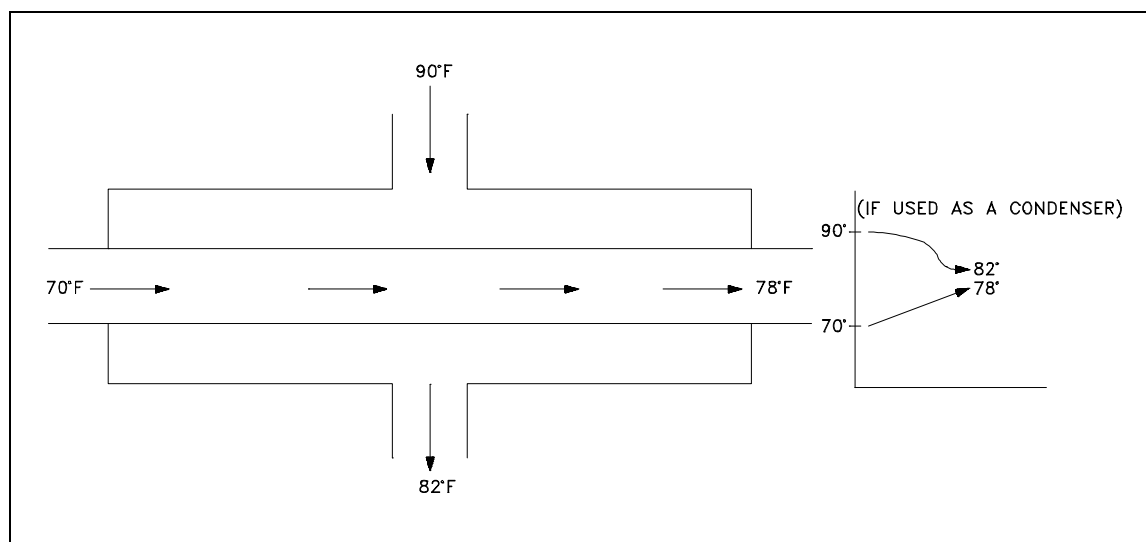 90°F
(IF USED AS A CONDENSER)
90°
82°
70°F
78°F
78°
70°
82°F